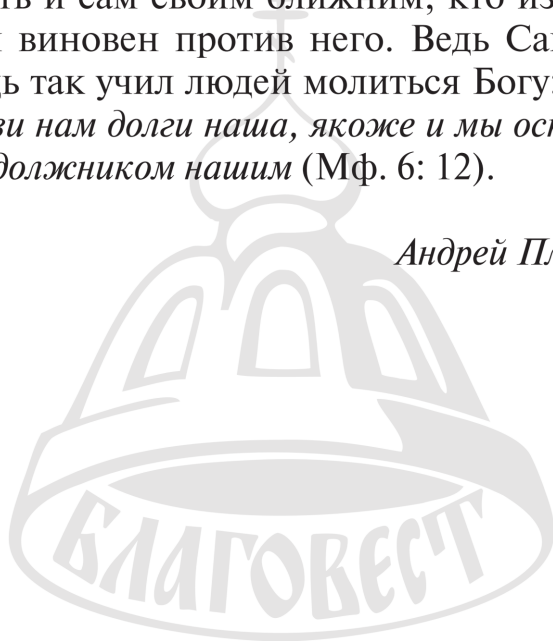 ть и сам своим ближним, кто из
виновен против него. Ведь Са
дь так учил людей молиться Богу:
ви нам долги наша, якоже и мы ос
должником нашим (Мф. 6: 12).
Андрей Пл
БЛАГОВЕСТ